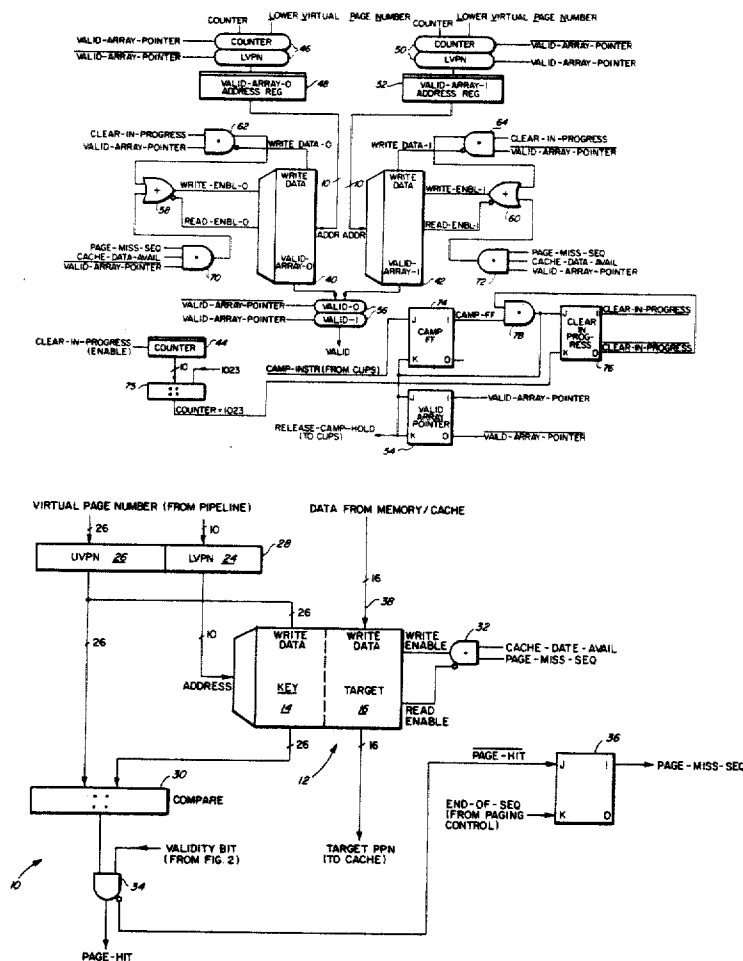 COUNTER LOWER VIRTUAL PAGE NUMBER
COUNTER LOWER VIRTUAL PAGE NUMBER
VALID-ARRAY-POINTER
COUNTER
46
50
COUNTER
VALID-ARRAY-POINTER
VALID-ARRAY-POINTER
LVPN
LVPN
VALID-ARRAY-POINTER
VALID-ARRAY-0
ADDRESS REG
48
52
VALID-ARRAY-1
ADDRESS REG
62
64
CLEAR-IN-PROGRESS
VALID-ARRAY-POINTER
WRITE DATA-0
WRITE DATA-1
CLEAR-IN-PROGRESS
VALID-ARRAY-POINTER
10
10
WRITE
DATA
WRITE
DATA
+
58
WRITE-ENBL-0
READ-ENBL-0
ADDR
ADDR
WRITE-ENBL-1
READ-ENBL-1
+
60
PAGE-MISS-SEQ
CACHE-DATA-AVAIL
VALID-ARRAY-POINTER
70
VALID-
ARRAY-0
40
VALID-
ARRAY-1
42
72
PAGE-MISS-SEQ
CACHE-DATA-AVAIL
VALID-ARRAY-POINTER
VALID-ARRAY-POINTER
VALID-0
56
VALID-ARRAY-POINTER
VALID-1
VALID
74
J I
CAMP
FF
K
CAMP-FF
78
J I
CLEAR
IN PRO-
GRESS
K O
76
CLEAR-IN-PROGRESS
CLEAR-IN-PROGRESS
CLEAR-IN-PROGRESS
(ENABLE)
COUNTER
44
10
1023
CAMP-INSTR(FROM CUPS)
75
COUNTER=1023
J I
VALID
ARRAY
POINTER
K O
54
VALID-ARRAY-POINTER
VAILD-ARRAY-POINTER
RELEASE-CAMP-HOLD
(TO CUPS)
VIRTUAL PAGE NUMBER (FROM PIPELINE)
DATA FROM MEMORY/CACHE
26
10
UVPN 26
LVPN 24
28
16
38
26
26
10
WRITE
DATA
WRITE
DATA
WRITE
ENABLE
32
CACHE-DATE-AVAIL
PAGE-MISS-SEQ
ADDRESS
KEY
14
TARGET
16
READ
ENABLE
26
16
12
30
COMPARE
PAGE-HIT
36
J I
K O
PAGE-MISS-SEQ
END-OF-SEQ
(FROM PAGING
CONTROL)
VALIDITY BIT
(FROM FIG. 2)
TARGET PPN
(TO CACHE)
10
34
PAGE-HIT